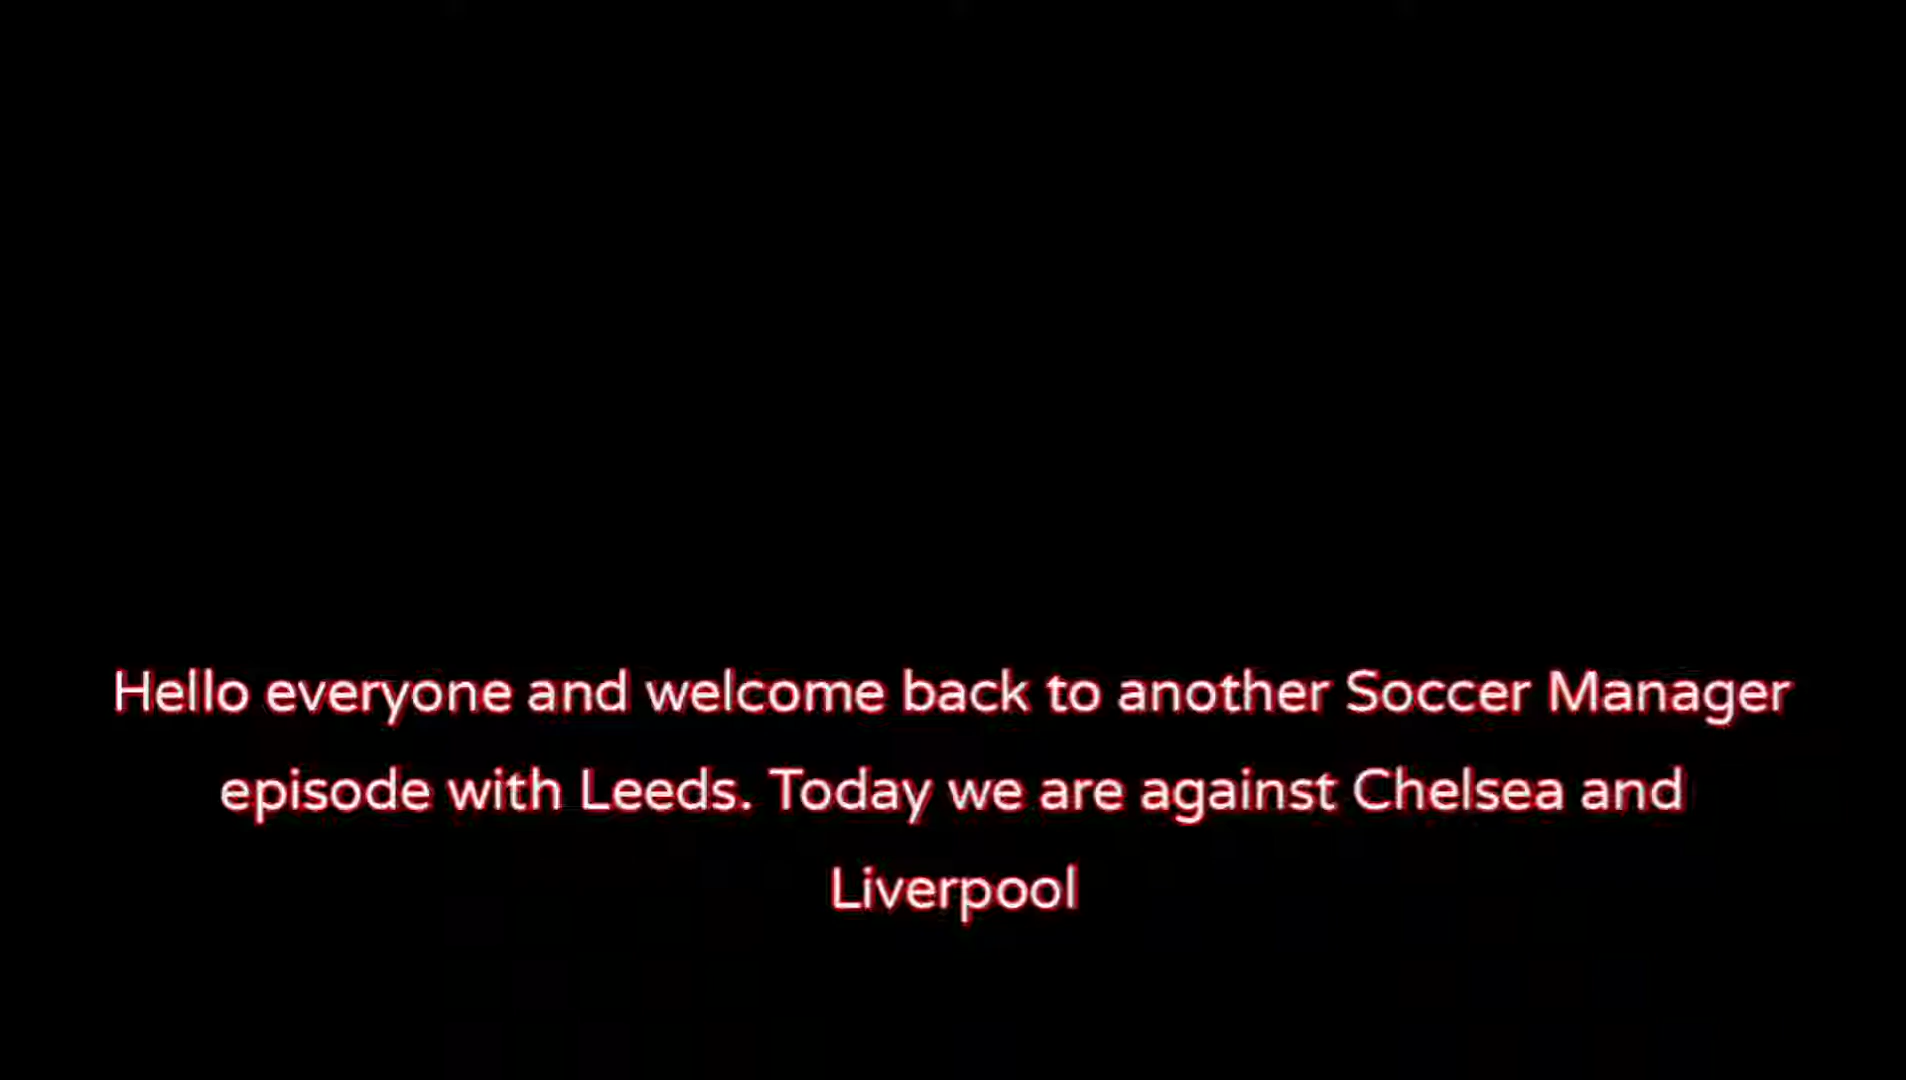 Hello everyone and welcome back to another Soccer Manager
episode with Leeds. Today we are against Chelsea and
Liverpool